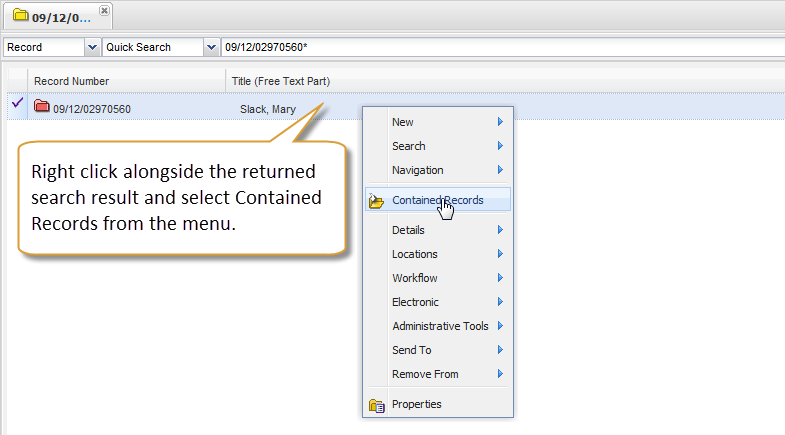 09/12/0...
Record Quick Search 09/12/02970560*
Record Number Title (Free Text Part)
09/12/02970560 Slack, Mary
Right click alongside the returned
search result and select Contained
Records from the menu.
New
Search
Navigation
Contained Records
Details
Locations
Workflow
Electronic
Administrative Tools
Send To
Remove From
Properties